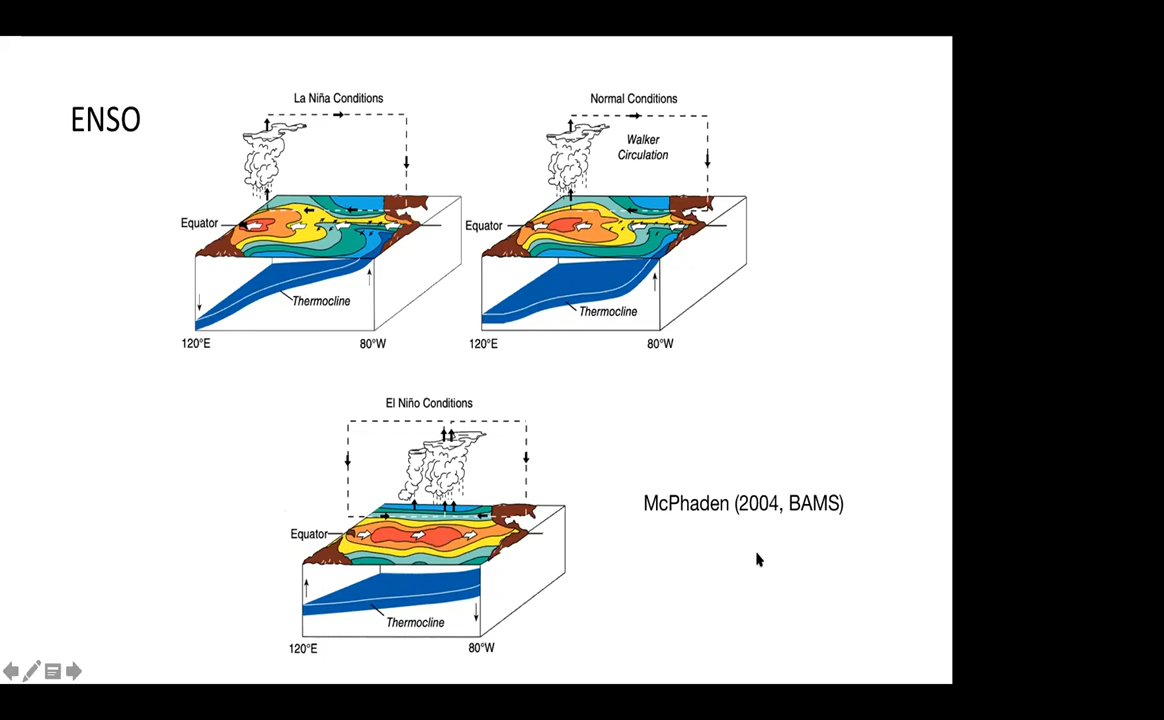 ENSO
La Niña Conditions
Equator
Thermocline
120°E
80°W
Normal Conditions
Walker
Circulation
Equator
Thermocline
120°E
80°W
El Niño Conditions
Equator
Thermocline
120°E
80°W
McPhaden (2004, BAMS)